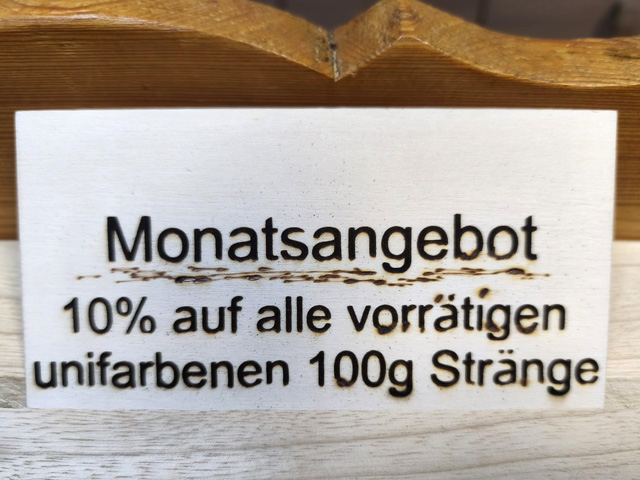 Monatsangebot
10% auf alle vorrätigen
unifarbenen 100g Stränge